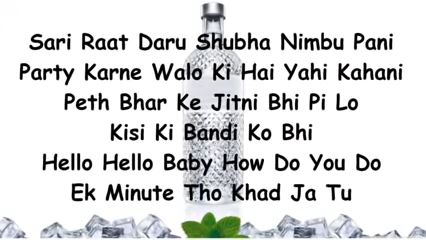 Sari Raat Daru Shubha Nimbu Pani
Party Karne Walo Ki Hai Yahi Kahani
Peth Bhar Ke Jitni Bhi Pi Lo
Kisi Ki Bandi Ko Bhi
Hello Hello Baby How Do You Do
Ek Minute Tho Khad Ja Tu